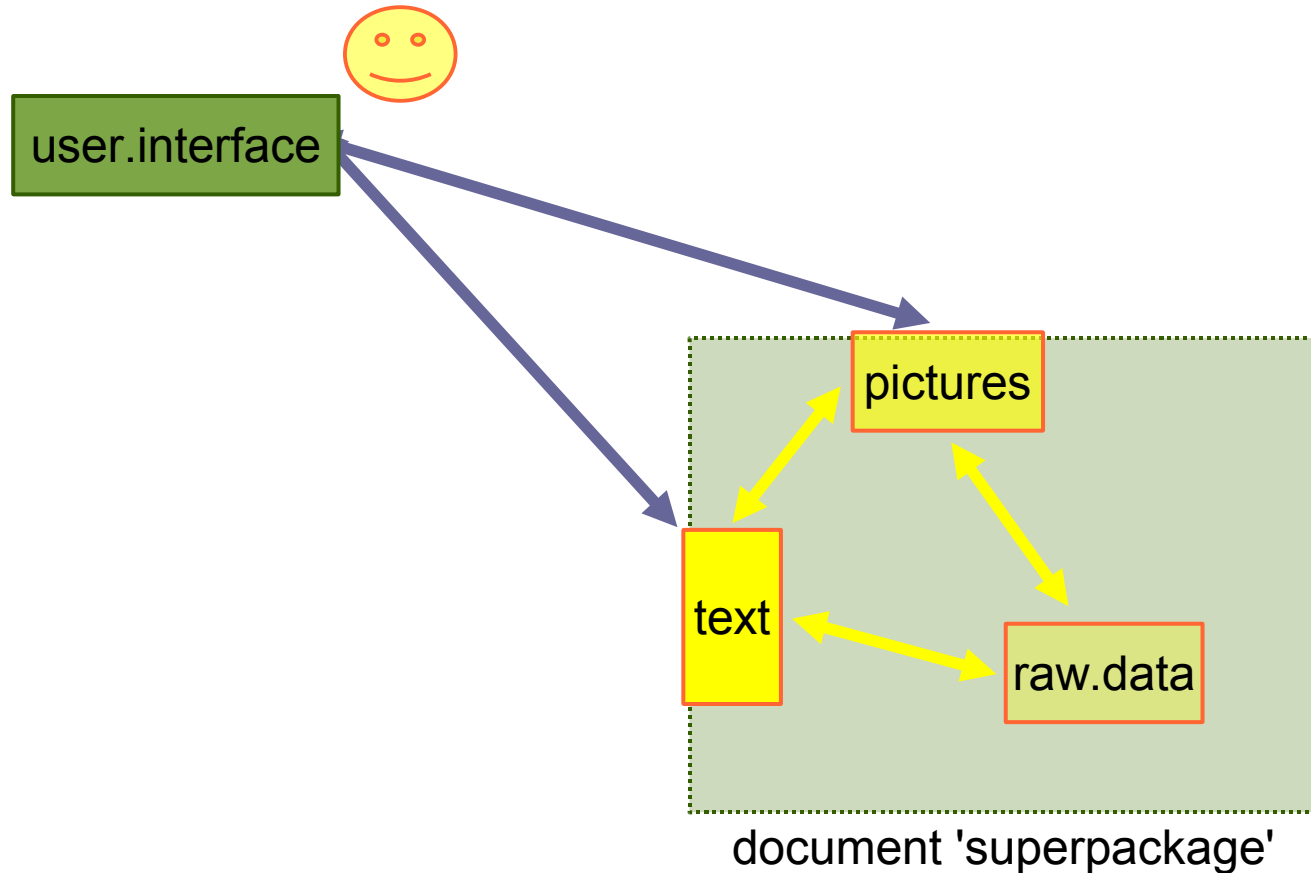 user.interface
pictures
text
raw.data
document 'superpackage'